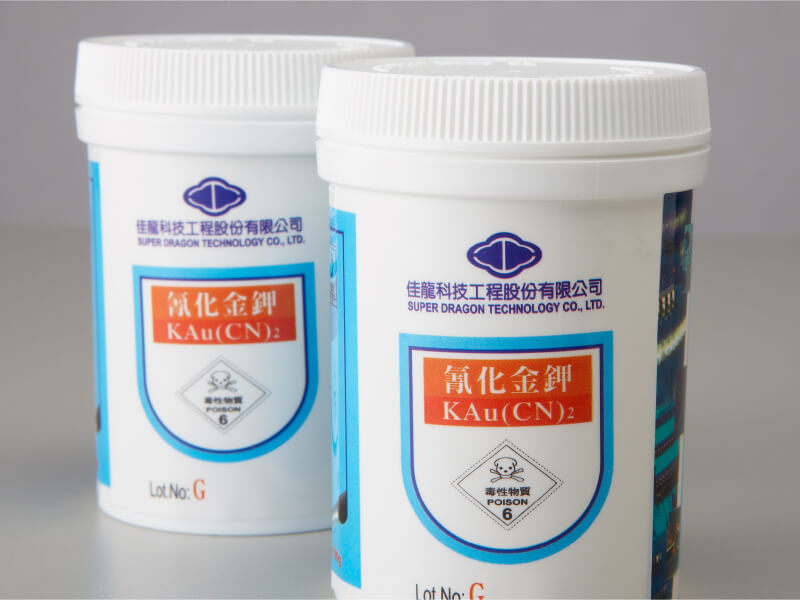 佳龍科技工程股份有限公司
SUPER DRAGON TECHNOLOGY CO., LTD.
氰化金鉀
KAu(CN)2
毒性物質
POISON
6
Lot.No: G
佳龍科技工程股份有限公司
SUPER DRAGON TECHNOLOGY CO., LTD.
氰化金鉀
KAu(CN)2
毒性物質
POISON
6
Lot.No: G